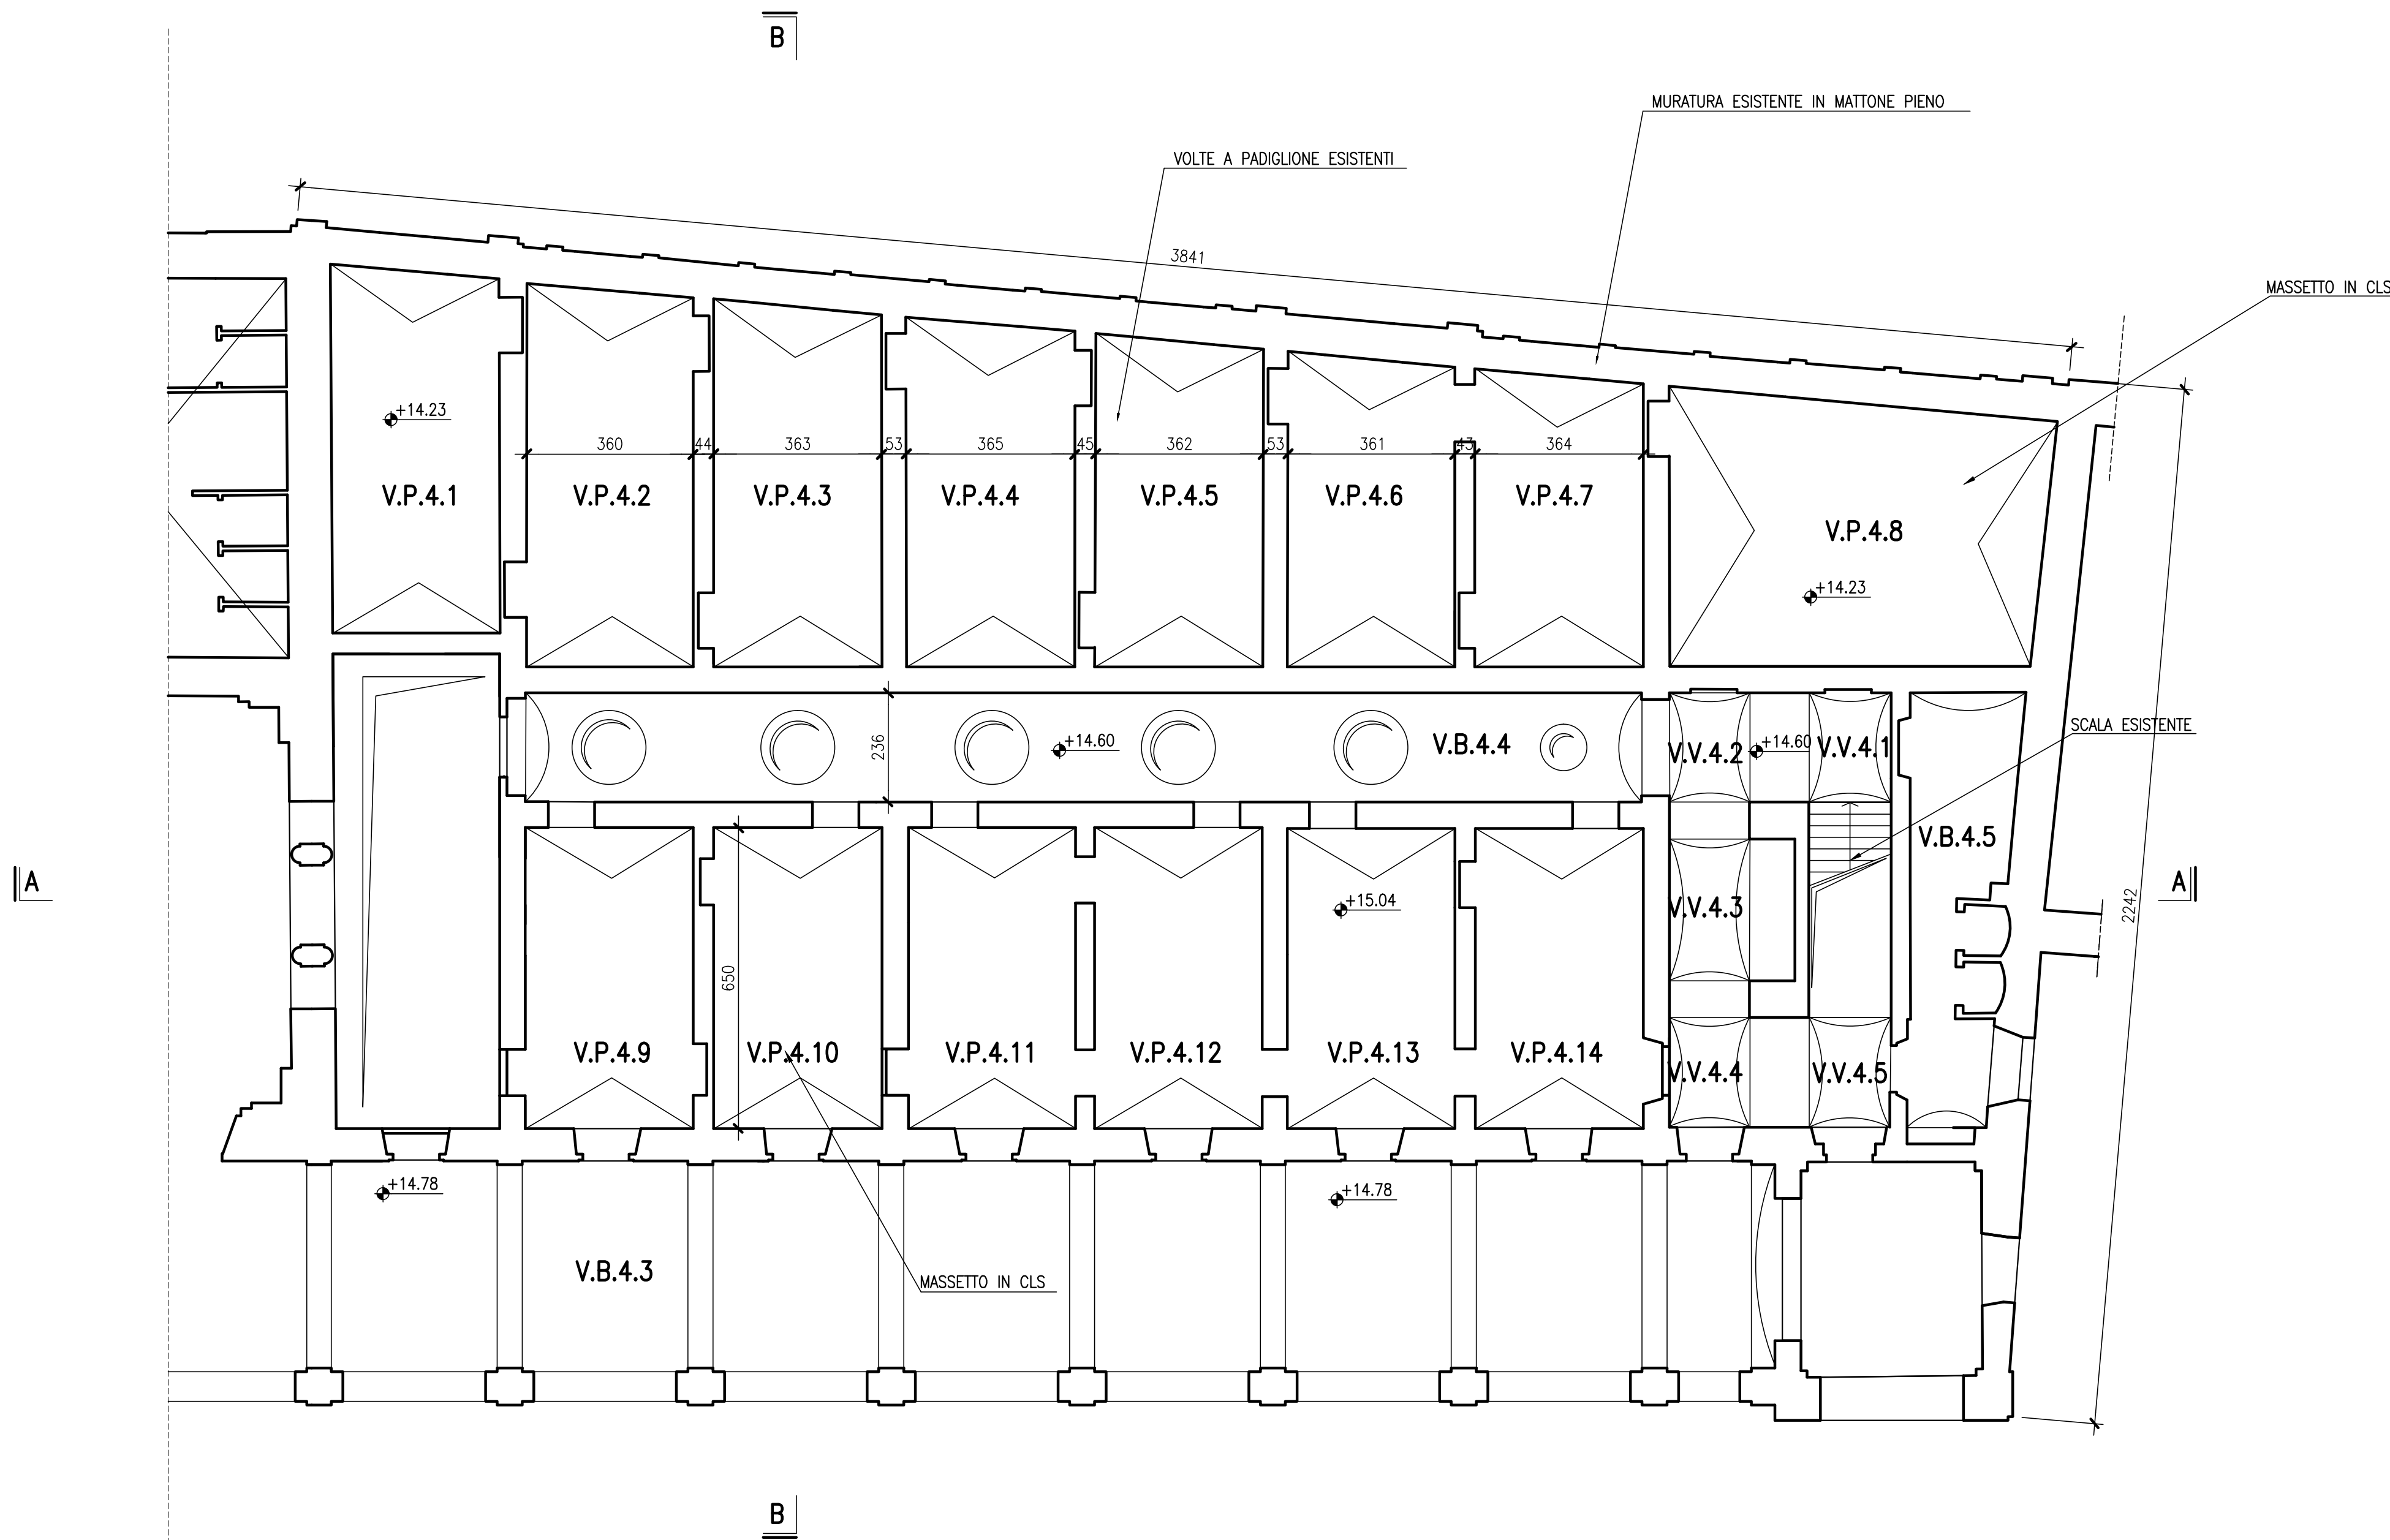 B
MURATURA ESISTENTE IN MATTONE PIENO
VOLTE A PADIGLIONE ESISTENTI
3841
MASSETTO IN CLS
+14.23
360 44 363 53 365 45 362 53 361 43 364
V.P.4.1 V.P.4.2 V.P.4.3 V.P.4.4 V.P.4.5 V.P.4.6 V.P.4.7
V.P.4.8
+14.23
SCALA ESISTENTE
236 +14.60 V.B.4.4 V.V.4.2 +14.60 V.V.4.1
V.B.4.5
A A
+15.04 V.V.4.3 2242
650
V.P.4.9 V.P.4.10 V.P.4.11 V.P.4.12 V.P.4.13 V.P.4.14
V.V.4.4 V.V.4.5
+14.78 +14.78
V.B.4.3
MASSETTO IN CLS
B